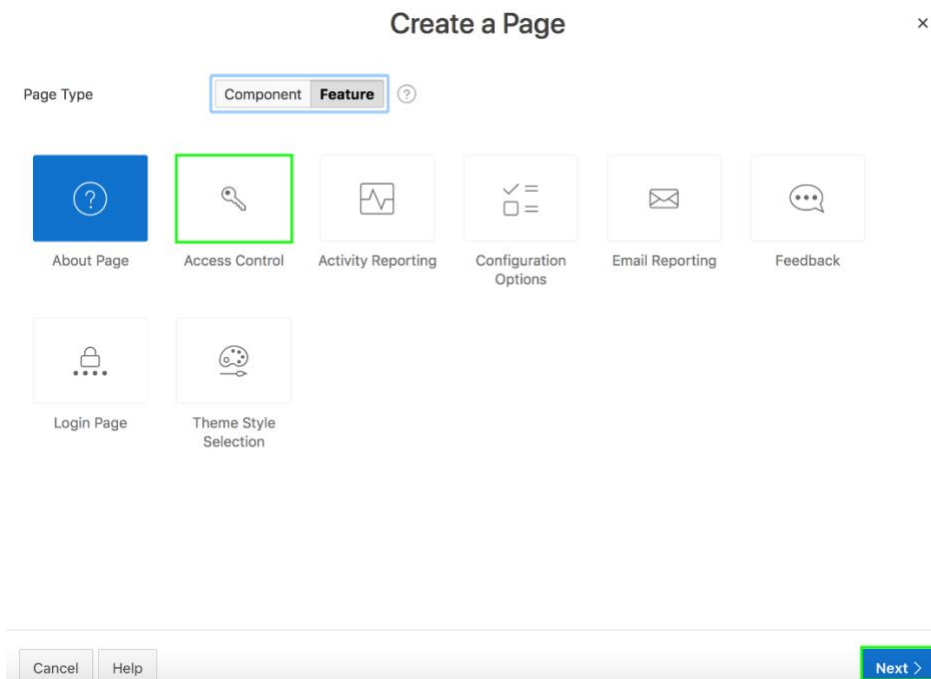 Create a Page
×
Page Type Component Feature ?
?
About Page Access Control Activity Reporting Configuration Options Email Reporting Feedback
Login Page Theme Style Selection
Cancel Help Next >